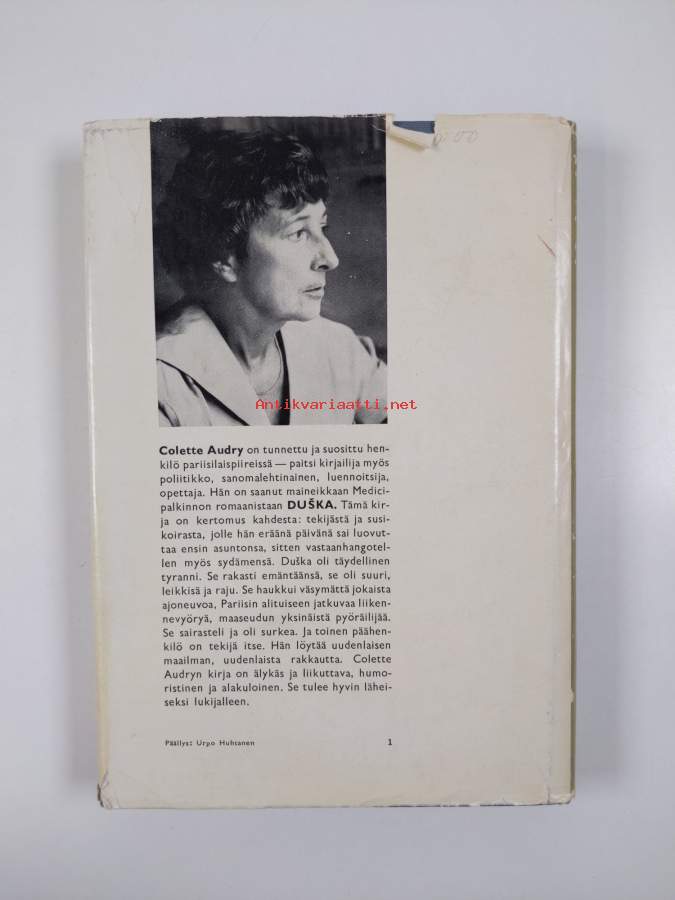 Antikvariaatti.net
Colette Audry on tunnettu ja suosittu hen-
kilö pariisilaispiireissä — paitsi kirjailija myös
poliitikko, sanomalehtinainen, luennoitsija,
opettaja. Hän on saanut maineikkaan Medici-
palkinnon romaanistaan DUŠKA. Tämä kir-
ja on kertomus kahdesta: tekijästä ja susi-
koirasta, jolle hän eräänä päivänä sai luovut-
taa ensin asuntonsa, sitten vastaanhangotel-
len myös sydämensä. Duška oli täydellinen
tyranni. Se rakasti emäntäänsä, se oli suuri,
leikkisä ja raju. Se haukkui väsymättä jokaista
ajoneuvoa, Pariisin alituiseen jatkuvaa liiken-
nevyöryä, maaseudun yksinäistä pyöräilijää.
Se sairasteli ja oli surkea. Ja toinen päähen-
kilö on tekijä itse. Hän löytää uudenlaisen
maailman, uudenlaista rakkautta. Colette
Audryn kirja on älykäs ja liikuttava, humo-
ristinen ja alakuloinen. Se tulee hyvin lähei-
seksi lukijalleen.
Päällys: Urpo Huhtanen 1